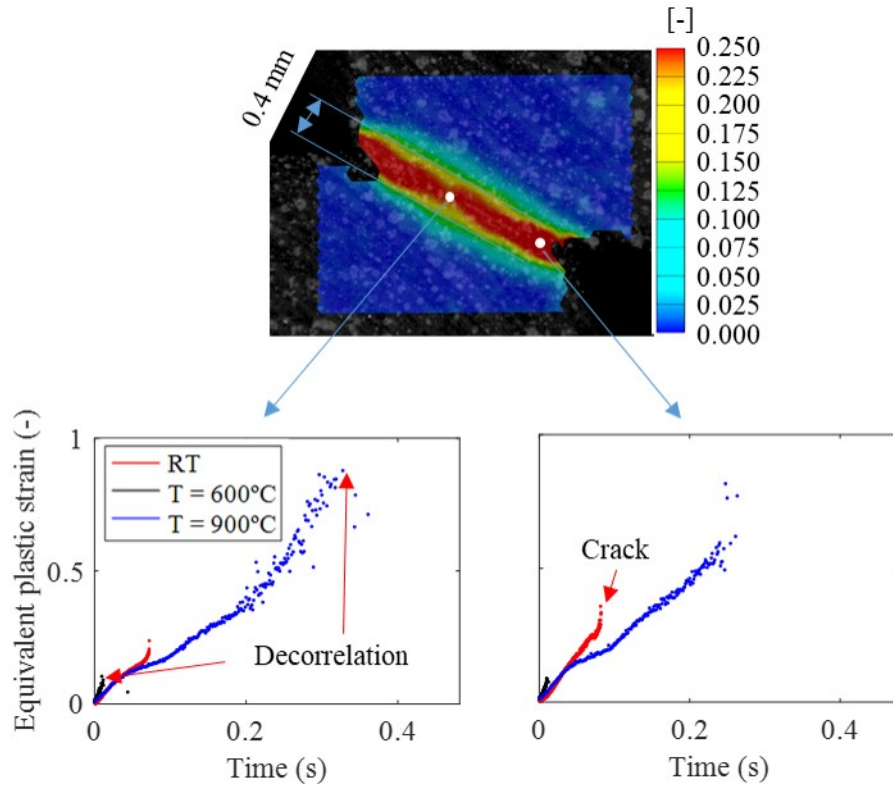 [-]
0.4 mm
0.250
0.225
0.200
0.175
0.150
0.125
0.100
0.075
0.050
0.025
0.000
Equivalent plastic strain (-)
1
0.5
0
RT
T = 600ºC
T = 900ºC
Decorrelation
0
0.2
0.4
Time (s)
Crack
0
0.2
0.4
Time (s)